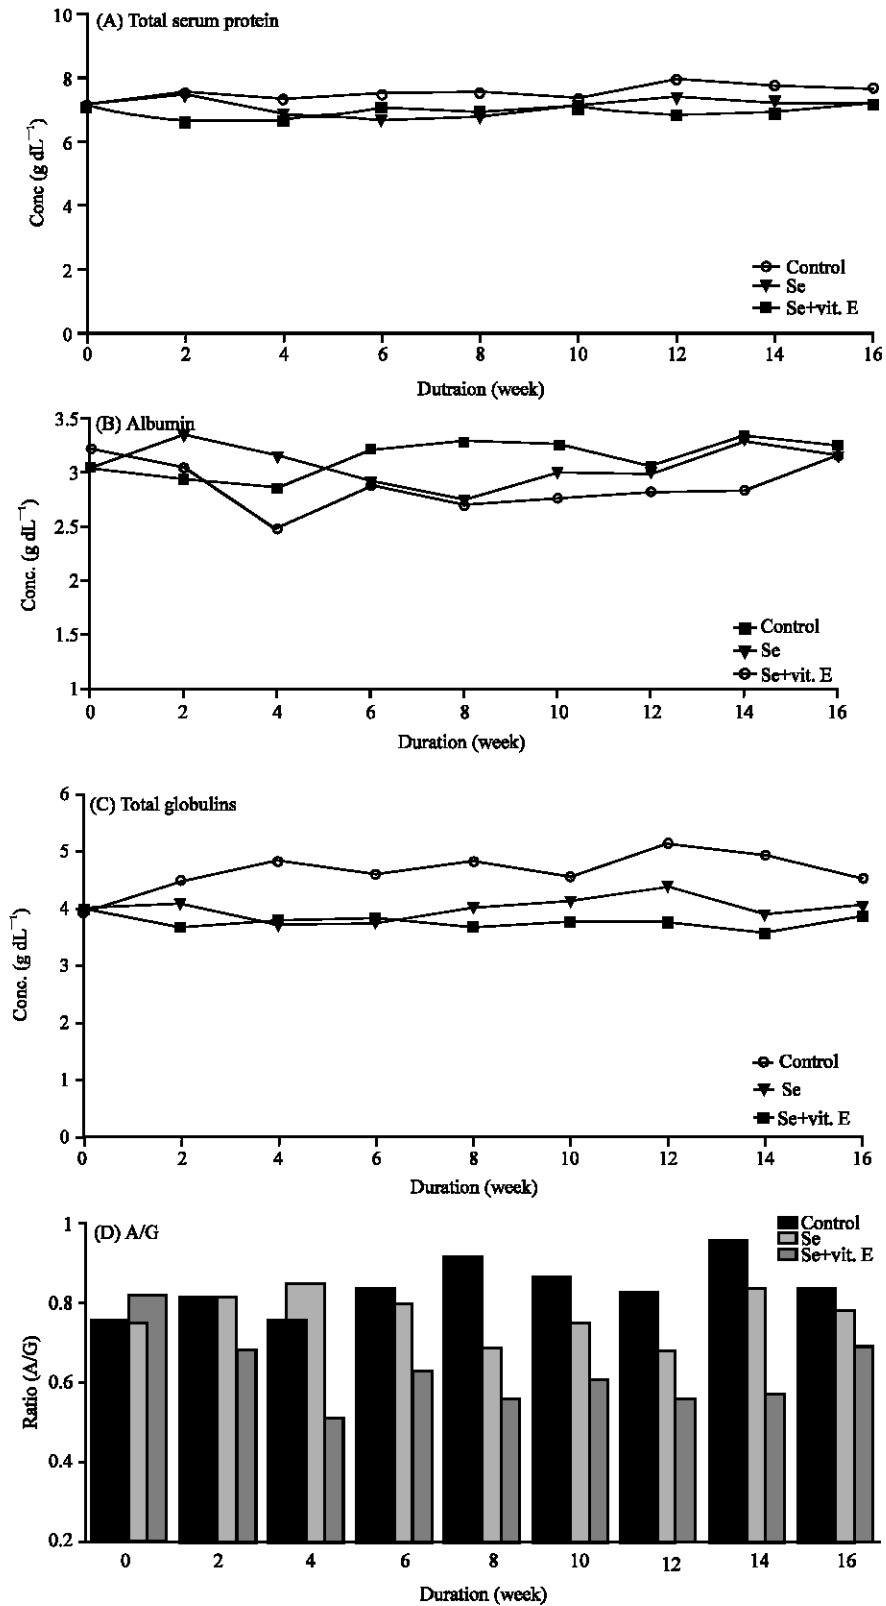 (A) Total serum protein
10
8
6
4
2
0
Conc (g dL⁻¹)
Control
Se
Se+vit. E
0 2 4 6 8 10 12 14 16
Dutraion (week)
(B) Albumin
3.5
3
2.5
2
1.5
1
Conc. (g dL⁻¹)
Control
Se
Se+vit. E
0 2 4 6 8 10 12 14 16
Duration (week)
(C) Total globulins
6
5
4
3
2
1
0
Conc. (g dL⁻¹)
Control
Se
Se+vit. E
0 2 4 6 8 10 12 14 16
Duration (week)
(D) A/G
1
0.8
0.6
0.4
0.2
Ratio (A/G)
Control
Se
Se+vit. E
0 2 4 6 8 10 12 14 16
Duration (week)